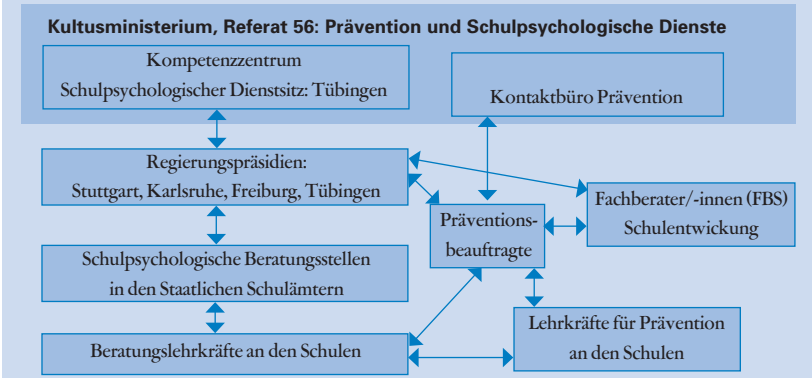 Kultusministerium, Referat 56: Prävention und Schulpsychologische Dienste
Kompetenzzentrum
Schulpsychologischer Dienstsitz: Tübingen
Kontaktbüro Prävention
Regierungspräsidien:
Stuttgart, Karlsruhe, Freiburg, Tübingen
Fachberater/-innen (FBS)
Schulentwickung
Präventions-
beauftragte
Schulpsychologische Beratungsstellen
in den Staatlichen Schulämtern
Lehrkräfte für Prävention
an den Schulen
Beratungslehrkräfte an den Schulen